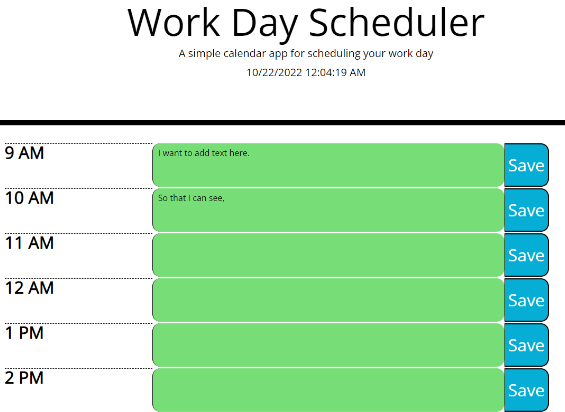 Work Day Scheduler
A simple calendar app for scheduling your work day
10/22/2022 12:04:19 AM
9 AM I want to add text here. Save
10 AM So that I can see, Save
11 AM Save
12 AM Save
1 PM Save
2 PM Save